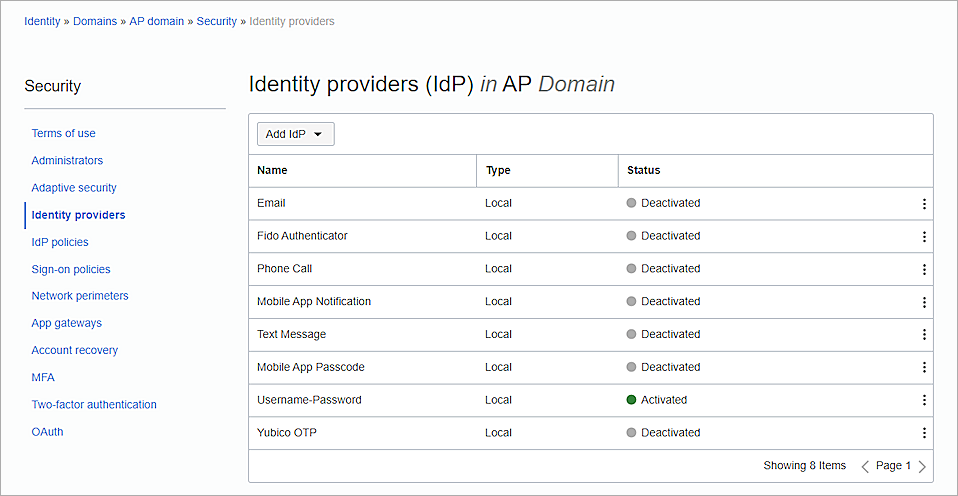 Identity » Domains » AP domain » Security » Identity providers
Security
Terms of use
Administrators
Adaptive security
Identity providers
IdP policies
Sign-on policies
Network perimeters
App gateways
Account recovery
MFA
Two-factor authentication
OAuth
Identity providers (IdP) in AP Domain
Add IdP
Name Type Status
Email Local Deactivated
Fido Authenticator Local Deactivated
Phone Call Local Deactivated
Mobile App Notification Local Deactivated
Text Message Local Deactivated
Mobile App Passcode Local Deactivated
Username-Password Local Activated
Yubico OTP Local Deactivated
Showing 8 Items Page 1